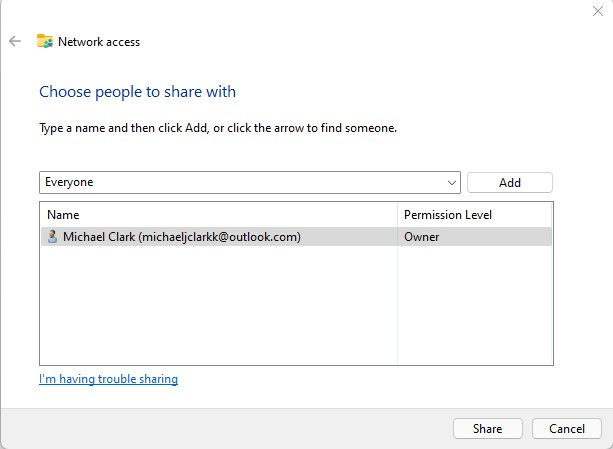 Network access
Choose people to share with
Type a name and then click Add, or click the arrow to find someone.
Everyone Add
Name Permission Level
Michael Clark (michaeljclarkk@outlook.com) Owner
I'm having trouble sharing
Share Cancel